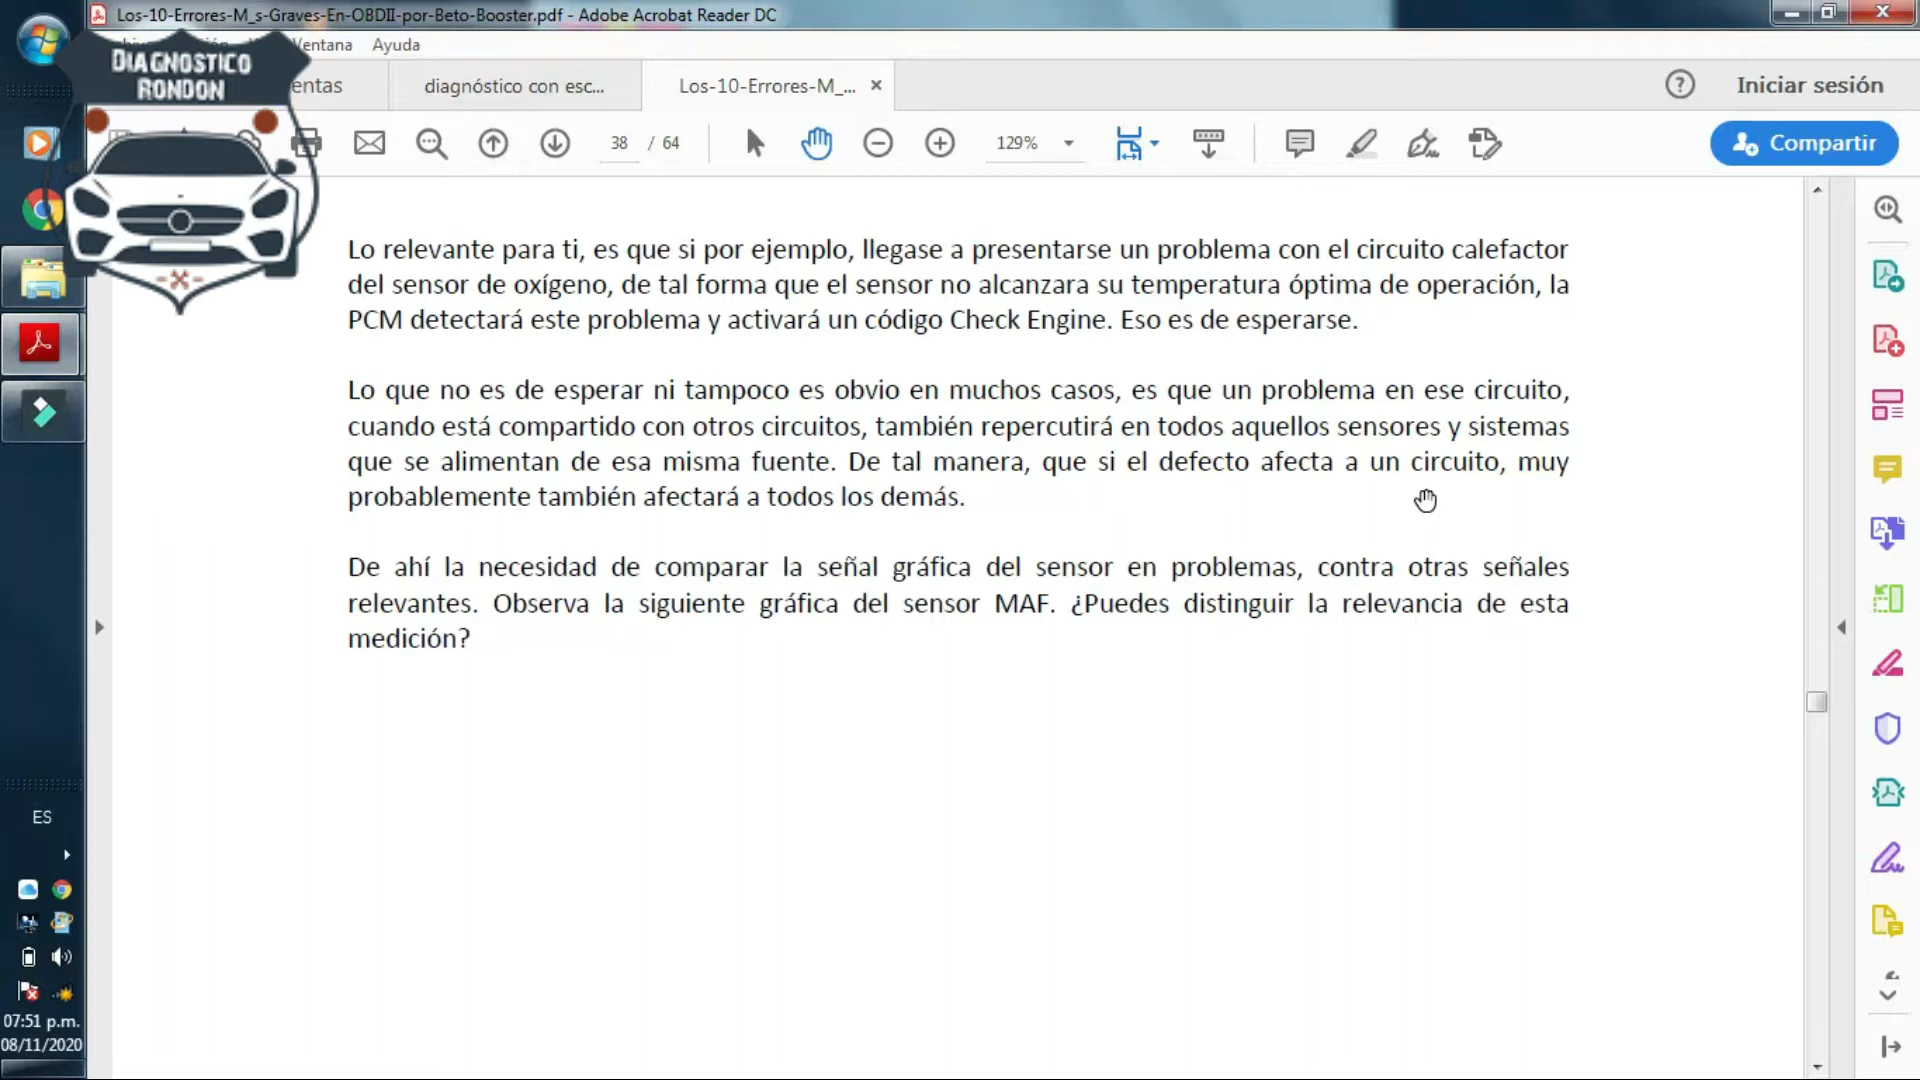 Los-10-Errores-M_s-Graves-En-OBDII-por-Beto-Booster.pdf - Adobe Acrobat Reader DC
Ventana Ayuda
DIAGNOSTICO
RONDON
entas
diagnóstico con esc...
Los-10-Errores-M_...
Iniciar sesión
38 / 64
129%
Compartir
Lo relevante para ti, es que si por ejemplo, llegase a presentarse un problema con el circuito calefactor
del sensor de oxígeno, de tal forma que el sensor no alcanzara su temperatura óptima de operación, la
PCM detectará este problema y activará un código Check Engine. Eso es de esperarse.
Lo que no es de esperar ni tampoco es obvio en muchos casos, es que un problema en ese circuito,
cuando está compartido con otros circuitos, también repercutirá en todos aquellos sensores y sistemas
que se alimentan de esa misma fuente. De tal manera, que si el defecto afecta a un circuito, muy
probablemente también afectará a todos los demás.
De ahí la necesidad de comparar la señal gráfica del sensor en problemas, contra otras señales
relevantes. Observa la siguiente gráfica del sensor MAF. ¿Puedes distinguir la relevancia de esta
medición?
ES
07:51 p.m.
08/11/2020